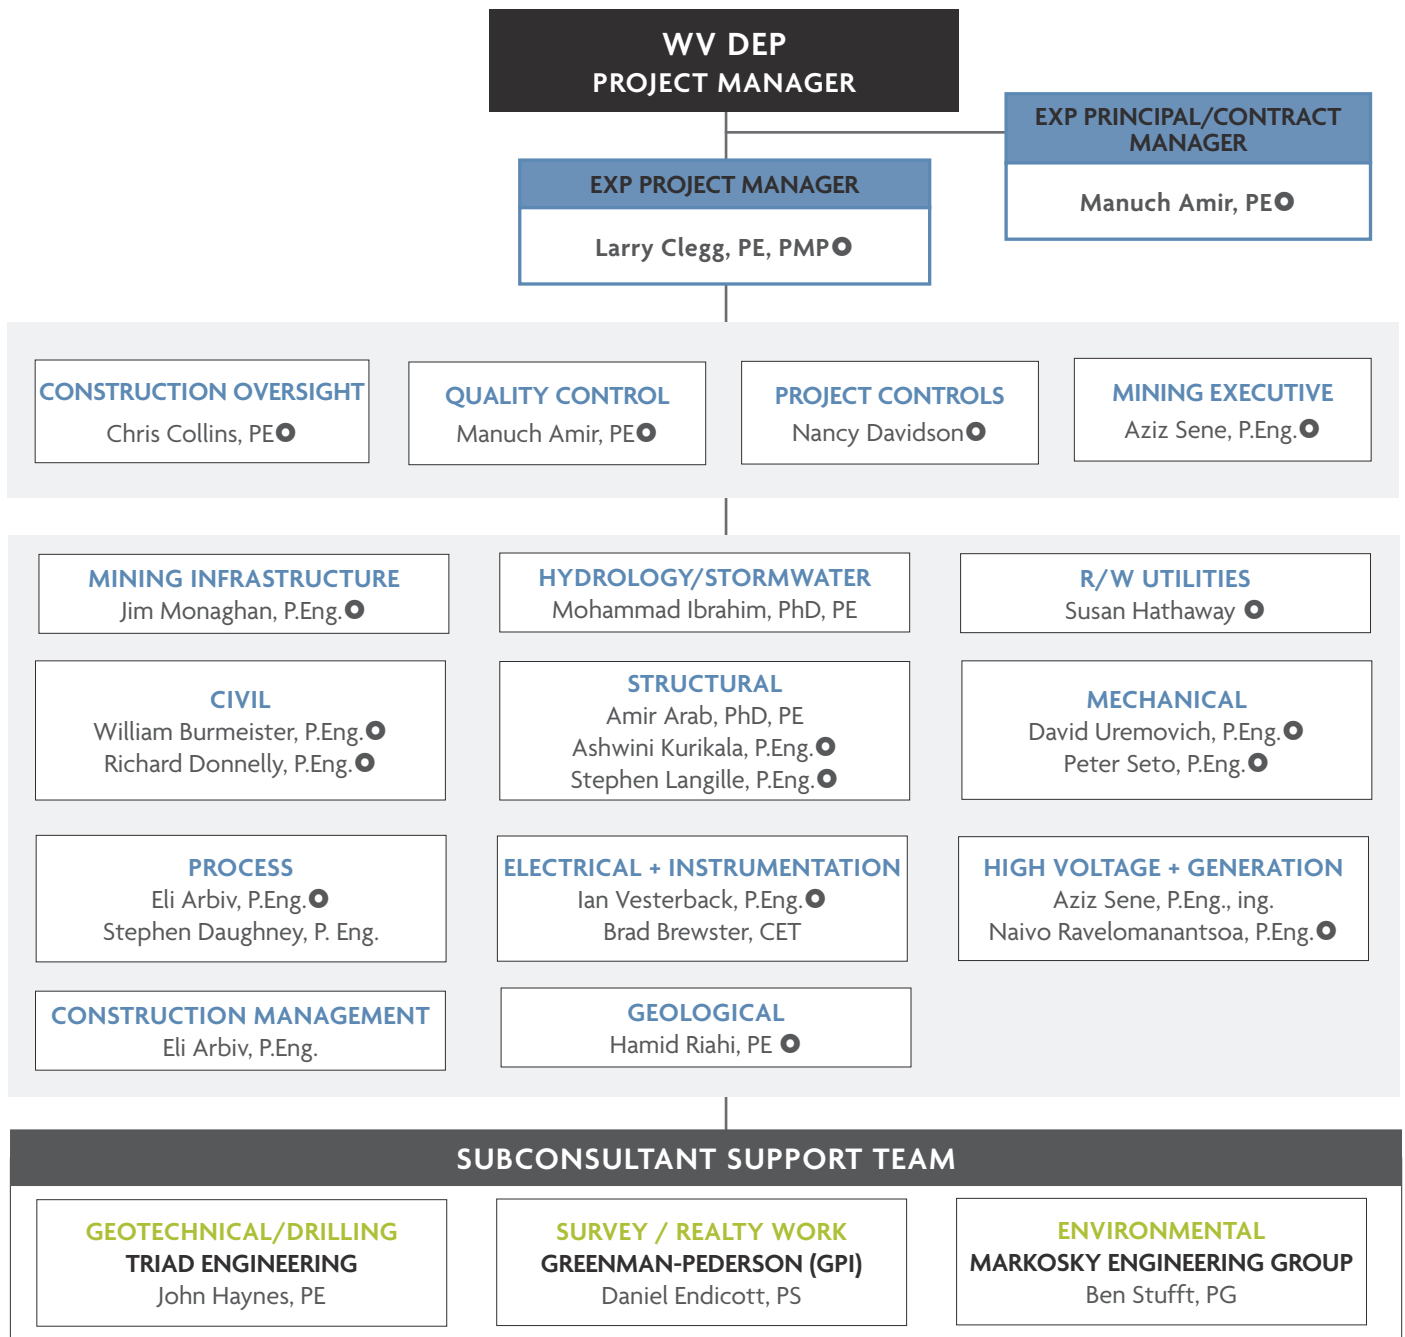 WV DEP
PROJECT MANAGER
EXP PRINCIPAL/CONTRACT
MANAGER
Manuch Amir, PE
EXP PROJECT MANAGER
Larry Clegg, PE, PMP
CONSTRUCTION OVERSIGHT
Chris Collins, PE
QUALITY CONTROL
Manuch Amir, PE
PROJECT CONTROLS
Nancy Davidson
MINING EXECUTIVE
Aziz Sene, P.Eng.
MINING INFRASTRUCTURE
Jim Monaghan, P.Eng.
HYDROLOGY/STORMWATER
Mohammad Ibrahim, PhD, PE
R/W UTILITIES
Susan Hathaway
CIVIL
William Burmeister, P.Eng.
Richard Donnelly, P.Eng.
STRUCTURAL
Amir Arab, PhD, PE
Ashwini Kurikala, P.Eng.
Stephen Langille, P.Eng.
MECHANICAL
David Uremovich, P.Eng.
Peter Seto, P.Eng.
PROCESS
Eli Arbiv, P.Eng.
Stephen Daughney, P. Eng.
ELECTRICAL + INSTRUMENTATION
Ian Vesterback, P.Eng.
Brad Brewster, CET
HIGH VOLTAGE + GENERATION
Aziz Sene, P.Eng., ing.
Naivo Ravelomanantsoa, P.Eng.
CONSTRUCTION MANAGEMENT
Eli Arbiv, P.Eng.
GEOLOGICAL
Hamid Riahi, PE
SUBCONSULTANT SUPPORT TEAM
GEOTECHNICAL/DRILLING
TRIAD ENGINEERING
John Haynes, PE
SURVEY / REALTY WORK
GREENMAN-PEDERSON (GPI)
Daniel Endicott, PS
ENVIRONMENTAL
MARKOSKY ENGINEERING GROUP
Ben Stufft, PG